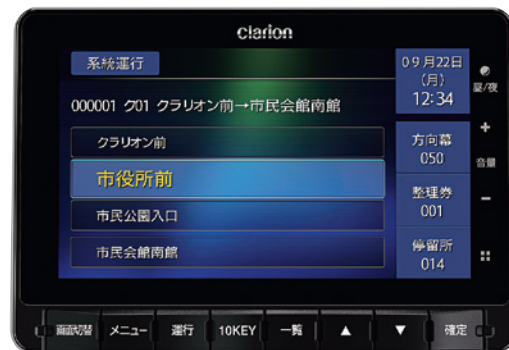 clarion
系統運行
000001 ク01 クラリオン前→市民会館南館
クラリオン前
市役所前
市民公園入口
市民会館南館
09月22日
(月)
12:34
方向幕
050
整理券
001
停留所
014
昼/夜
+
音量
−
画面切替 メニュー 運行 10KEY 一覧 ▲ ▼ 確定